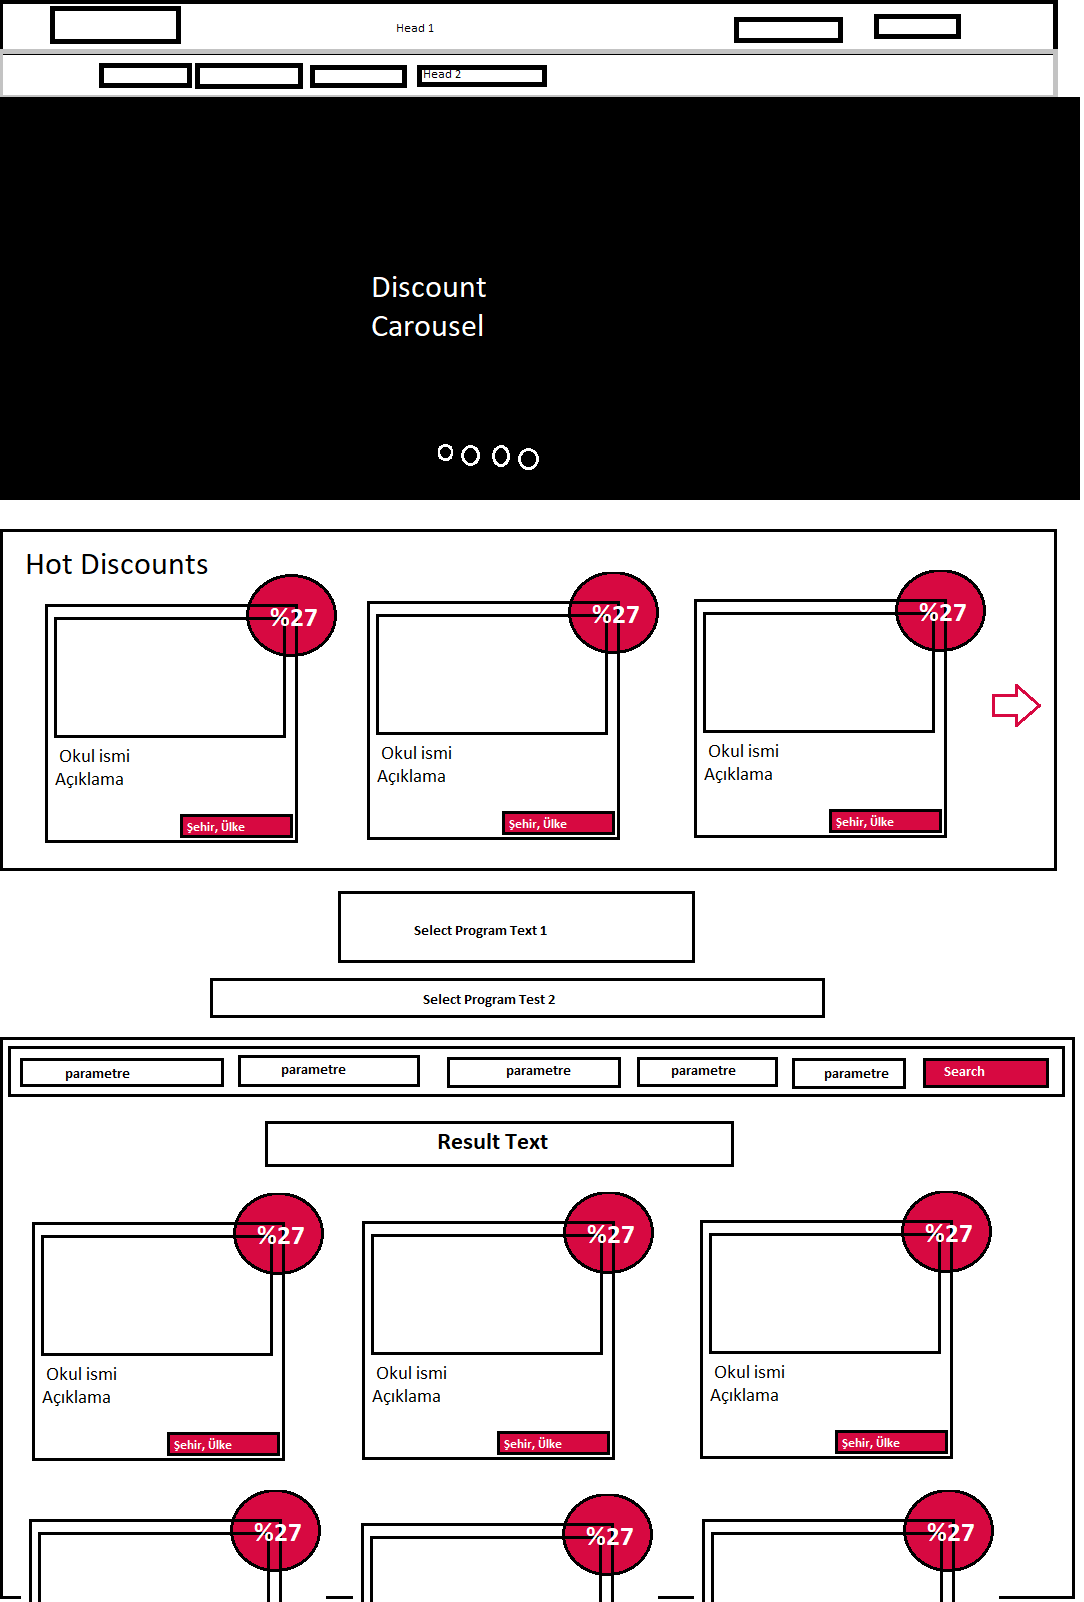 Head 1
Head 2
Discount
Carousel
Hot Discounts
%27
%27
%27
Okul ismi
Açıklama
Şehir, Ülke
Okul ismi
Açıklama
Şehir, Ülke
Okul ismi
Açıklama
Şehir, Ülke
Select Program Text 1
Select Program Test 2
parametre
parametre
parametre
parametre
parametre
Search
Result Text
%27
%27
%27
Okul ismi
Açıklama
Şehir, Ülke
Okul ismi
Açıklama
Şehir, Ülke
Okul ismi
Açıklama
Şehir, Ülke
%27
%27
%27